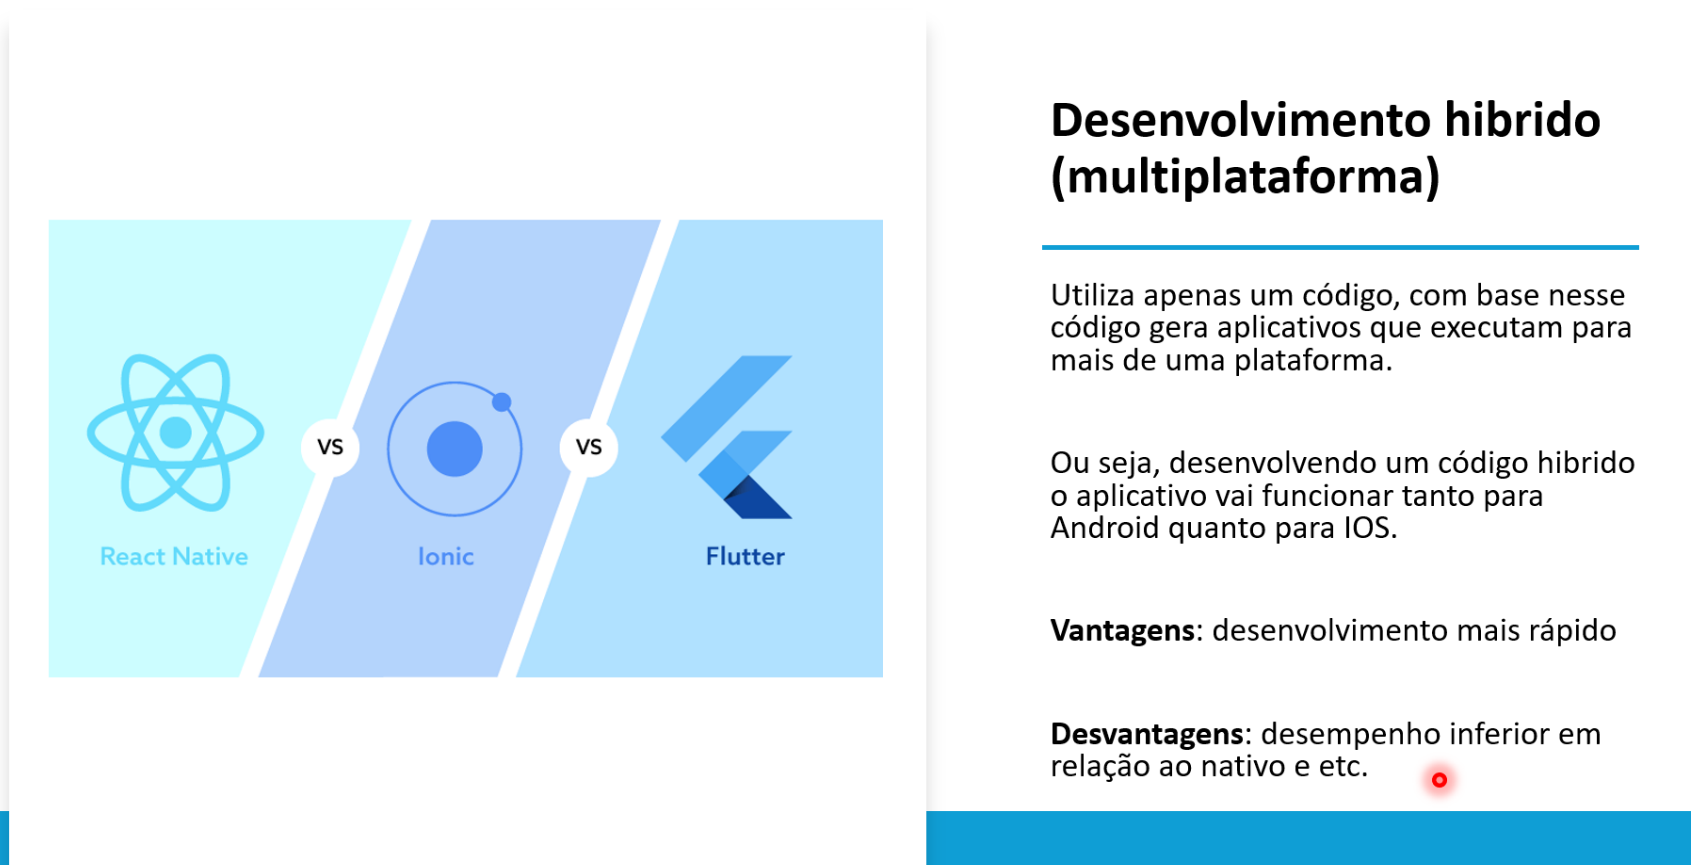 Desenvolvimento hibrido
(multiplataforma)
Utiliza apenas um código, com base nesse
código gera aplicativos que executam para
mais de uma plataforma.
Ou seja, desenvolvendo um código hibrido
o aplicativo vai funcionar tanto para
Android quanto para IOS.
Vantagens: desenvolvimento mais rápido
Desvantagens: desempenho inferior em
relação ao nativo e etc.
React Native
VS
Ionic
VS
Flutter